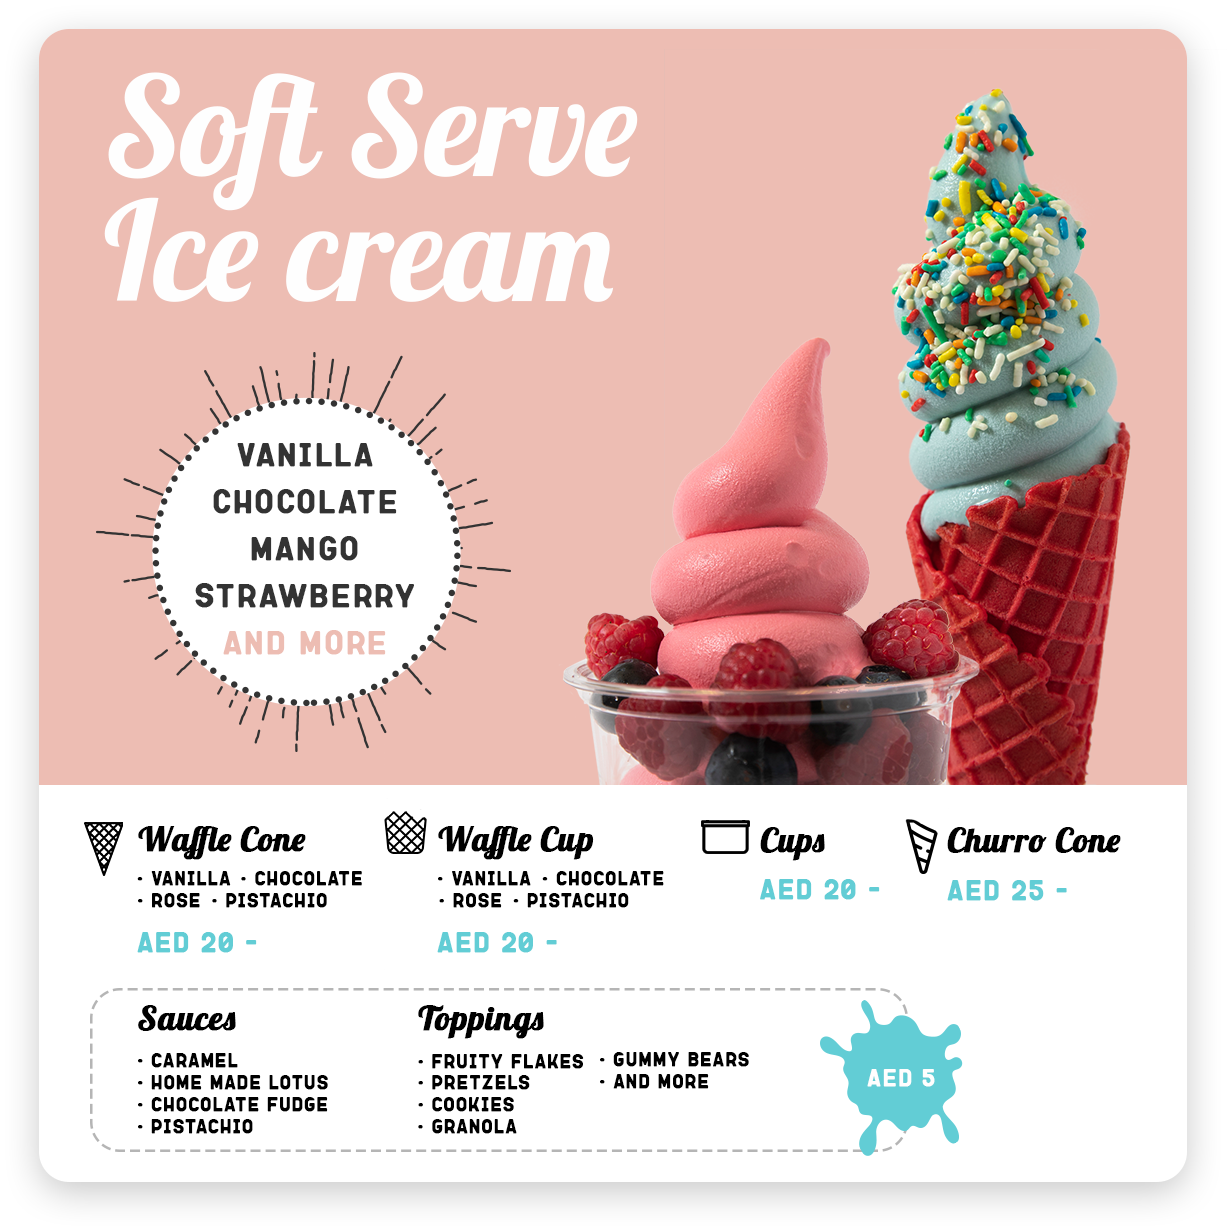 Soft Serve
Ice cream
VANILLA
CHOCOLATE
MANGO
STRAWBERRY
AND MORE
Waffle Cone
· VANILLA · CHOCOLATE
· ROSE · PISTACHIO
AED 20 -
Waffle Cup
· VANILLA · CHOCOLATE
· ROSE · PISTACHIO
AED 20 -
Cups
AED 20 -
Churro Cone
AED 25 -
Sauces
· CARAMEL
· HOME MADE LOTUS
· CHOCOLATE FUDGE
· PISTACHIO
Toppings
· FRUITY FLAKES
· PRETZELS
· COOKIES
· GRANOLA
· GUMMY BEARS
· AND MORE
AED 5